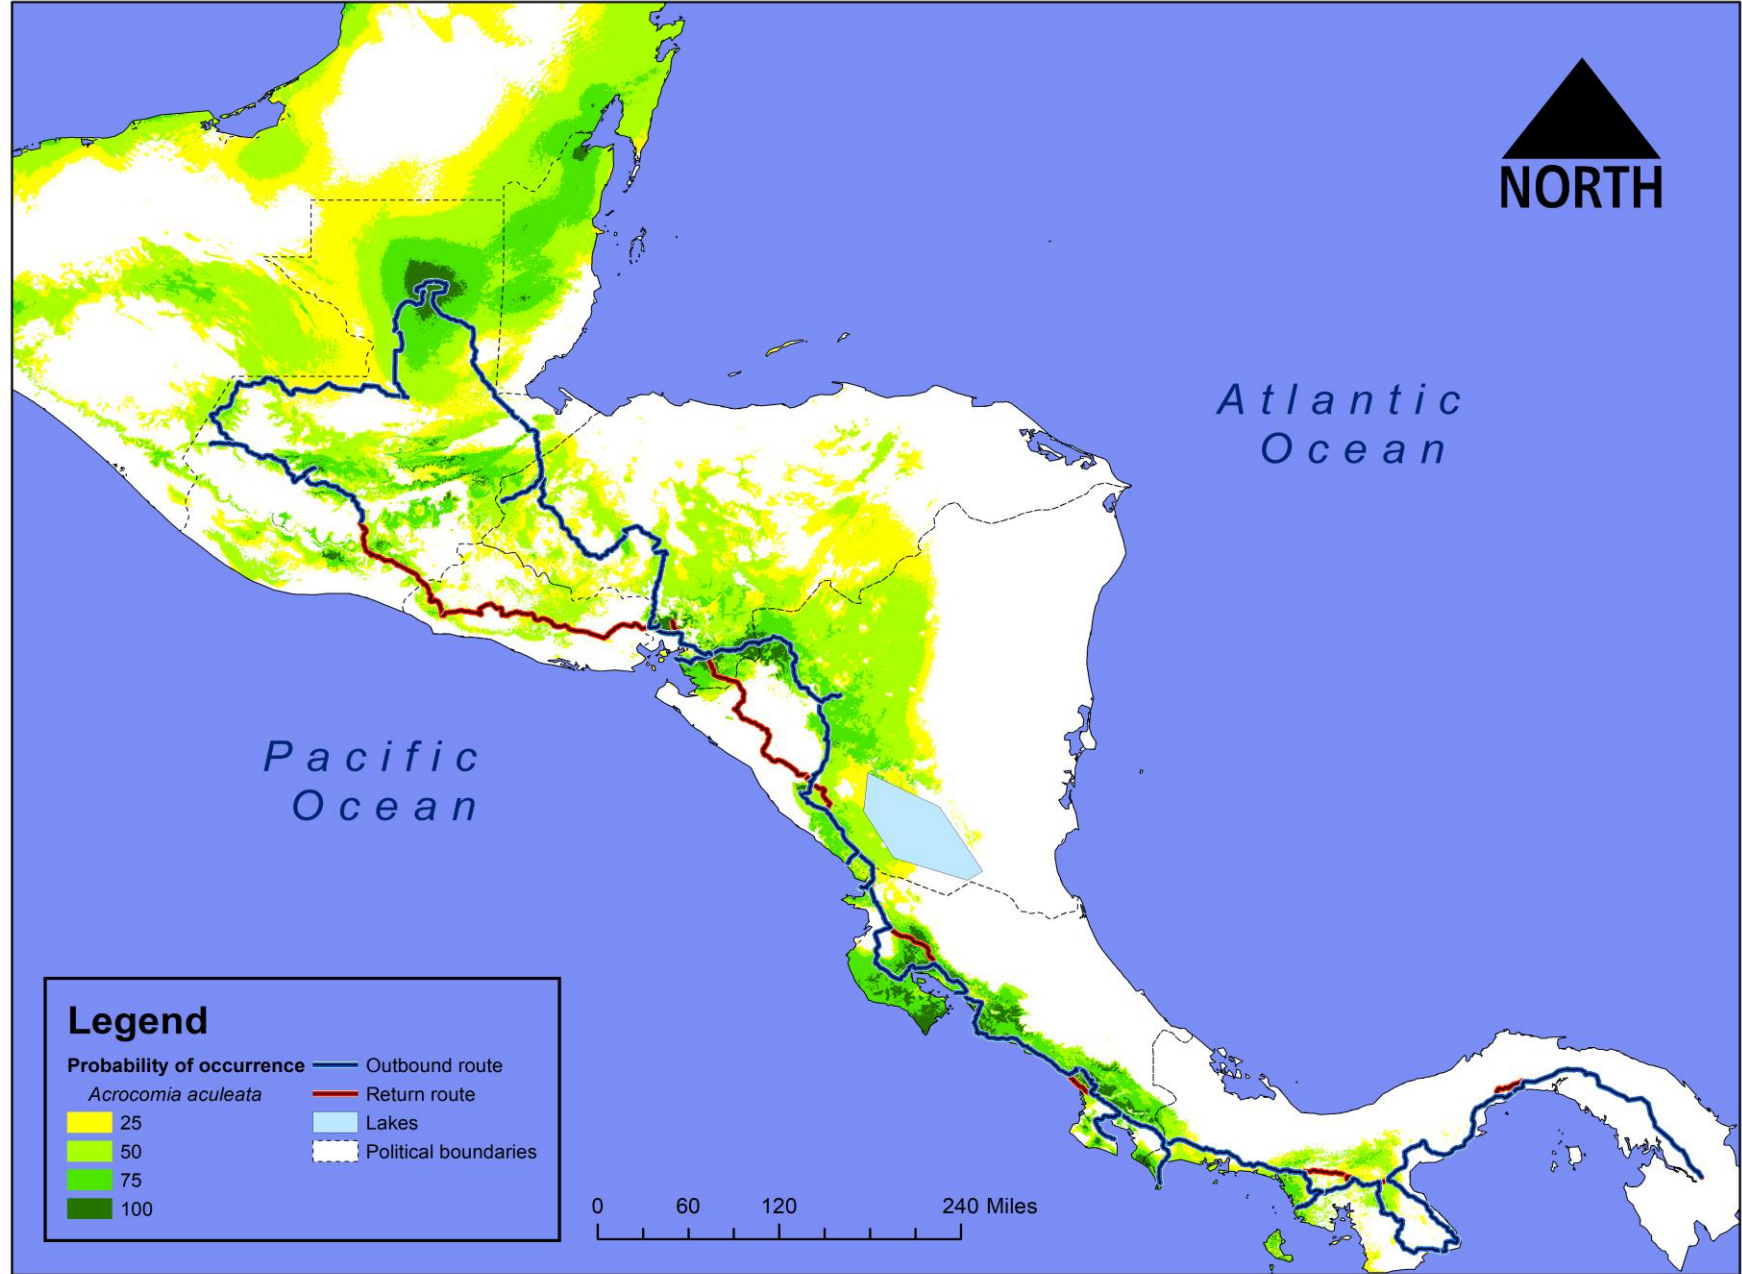 NORTH
Atlantic
Ocean
Pacific
Ocean
Legend
Probability of occurrence
Acrocomia aculeata
25
50
75
100
Outbound route
Return route
Lakes
Political boundaries
0 60 120 240 Miles